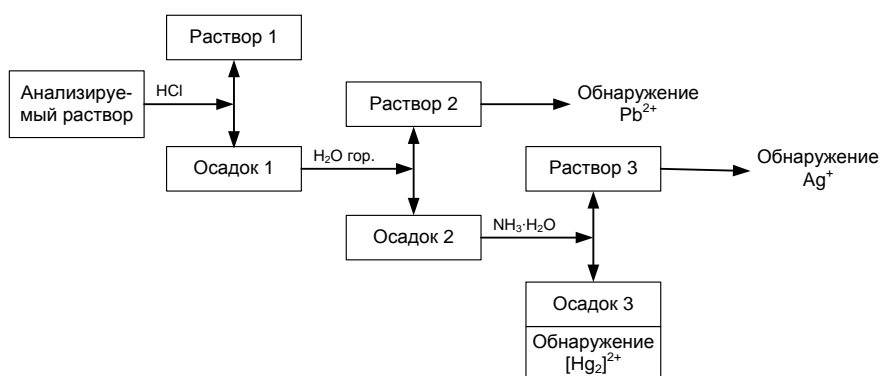 Раствор 1
Анализируе-
мый раствор
HCl
Раствор 2
Обнаружение
Pb²⁺
Осадок 1
H₂O гор.
Раствор 3
Обнаружение
Ag⁺
Осадок 2
NH₃·H₂O
Осадок 3
Обнаружение
[Hg₂]²⁺